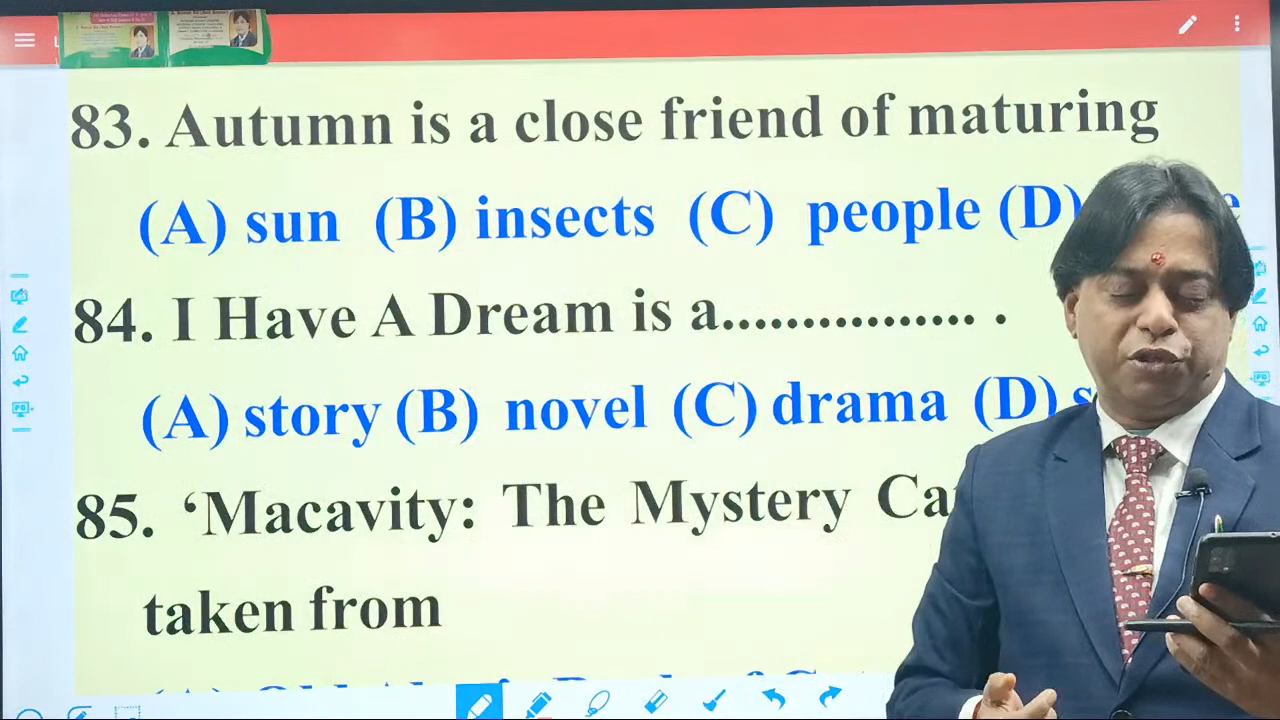 83. Autumn is a close friend of maturing
(A) sun (B) insects (C) people (D)
84. I Have A Dream is a................ .
(A) story (B) novel (C) drama (D)
85. ‘Macavity: The Mystery
taken from